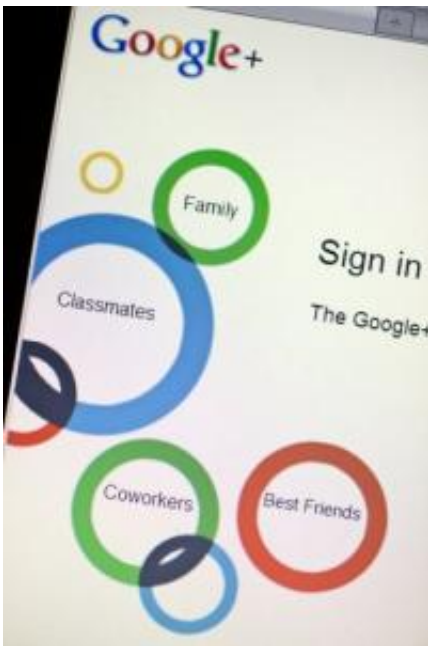 Google+
Family
Sign in
Classmates
The Google+
Coworkers
Best Friends